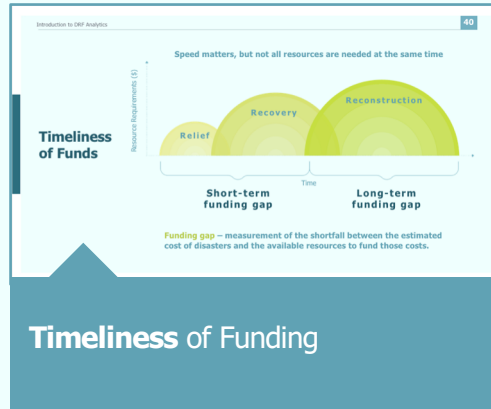 Introduction to DRF Analytics
40
Speed matters, but not all resources are needed at the same time
Timeliness
of Funds
Resource Requirements ($)
Relief
Recovery
Reconstruction
Time
Short-term
funding gap
Long-term
funding gap
Funding gap – measurement of the shortfall between the estimated
cost of disasters and the available resources to fund those costs.
Timeliness of Funding